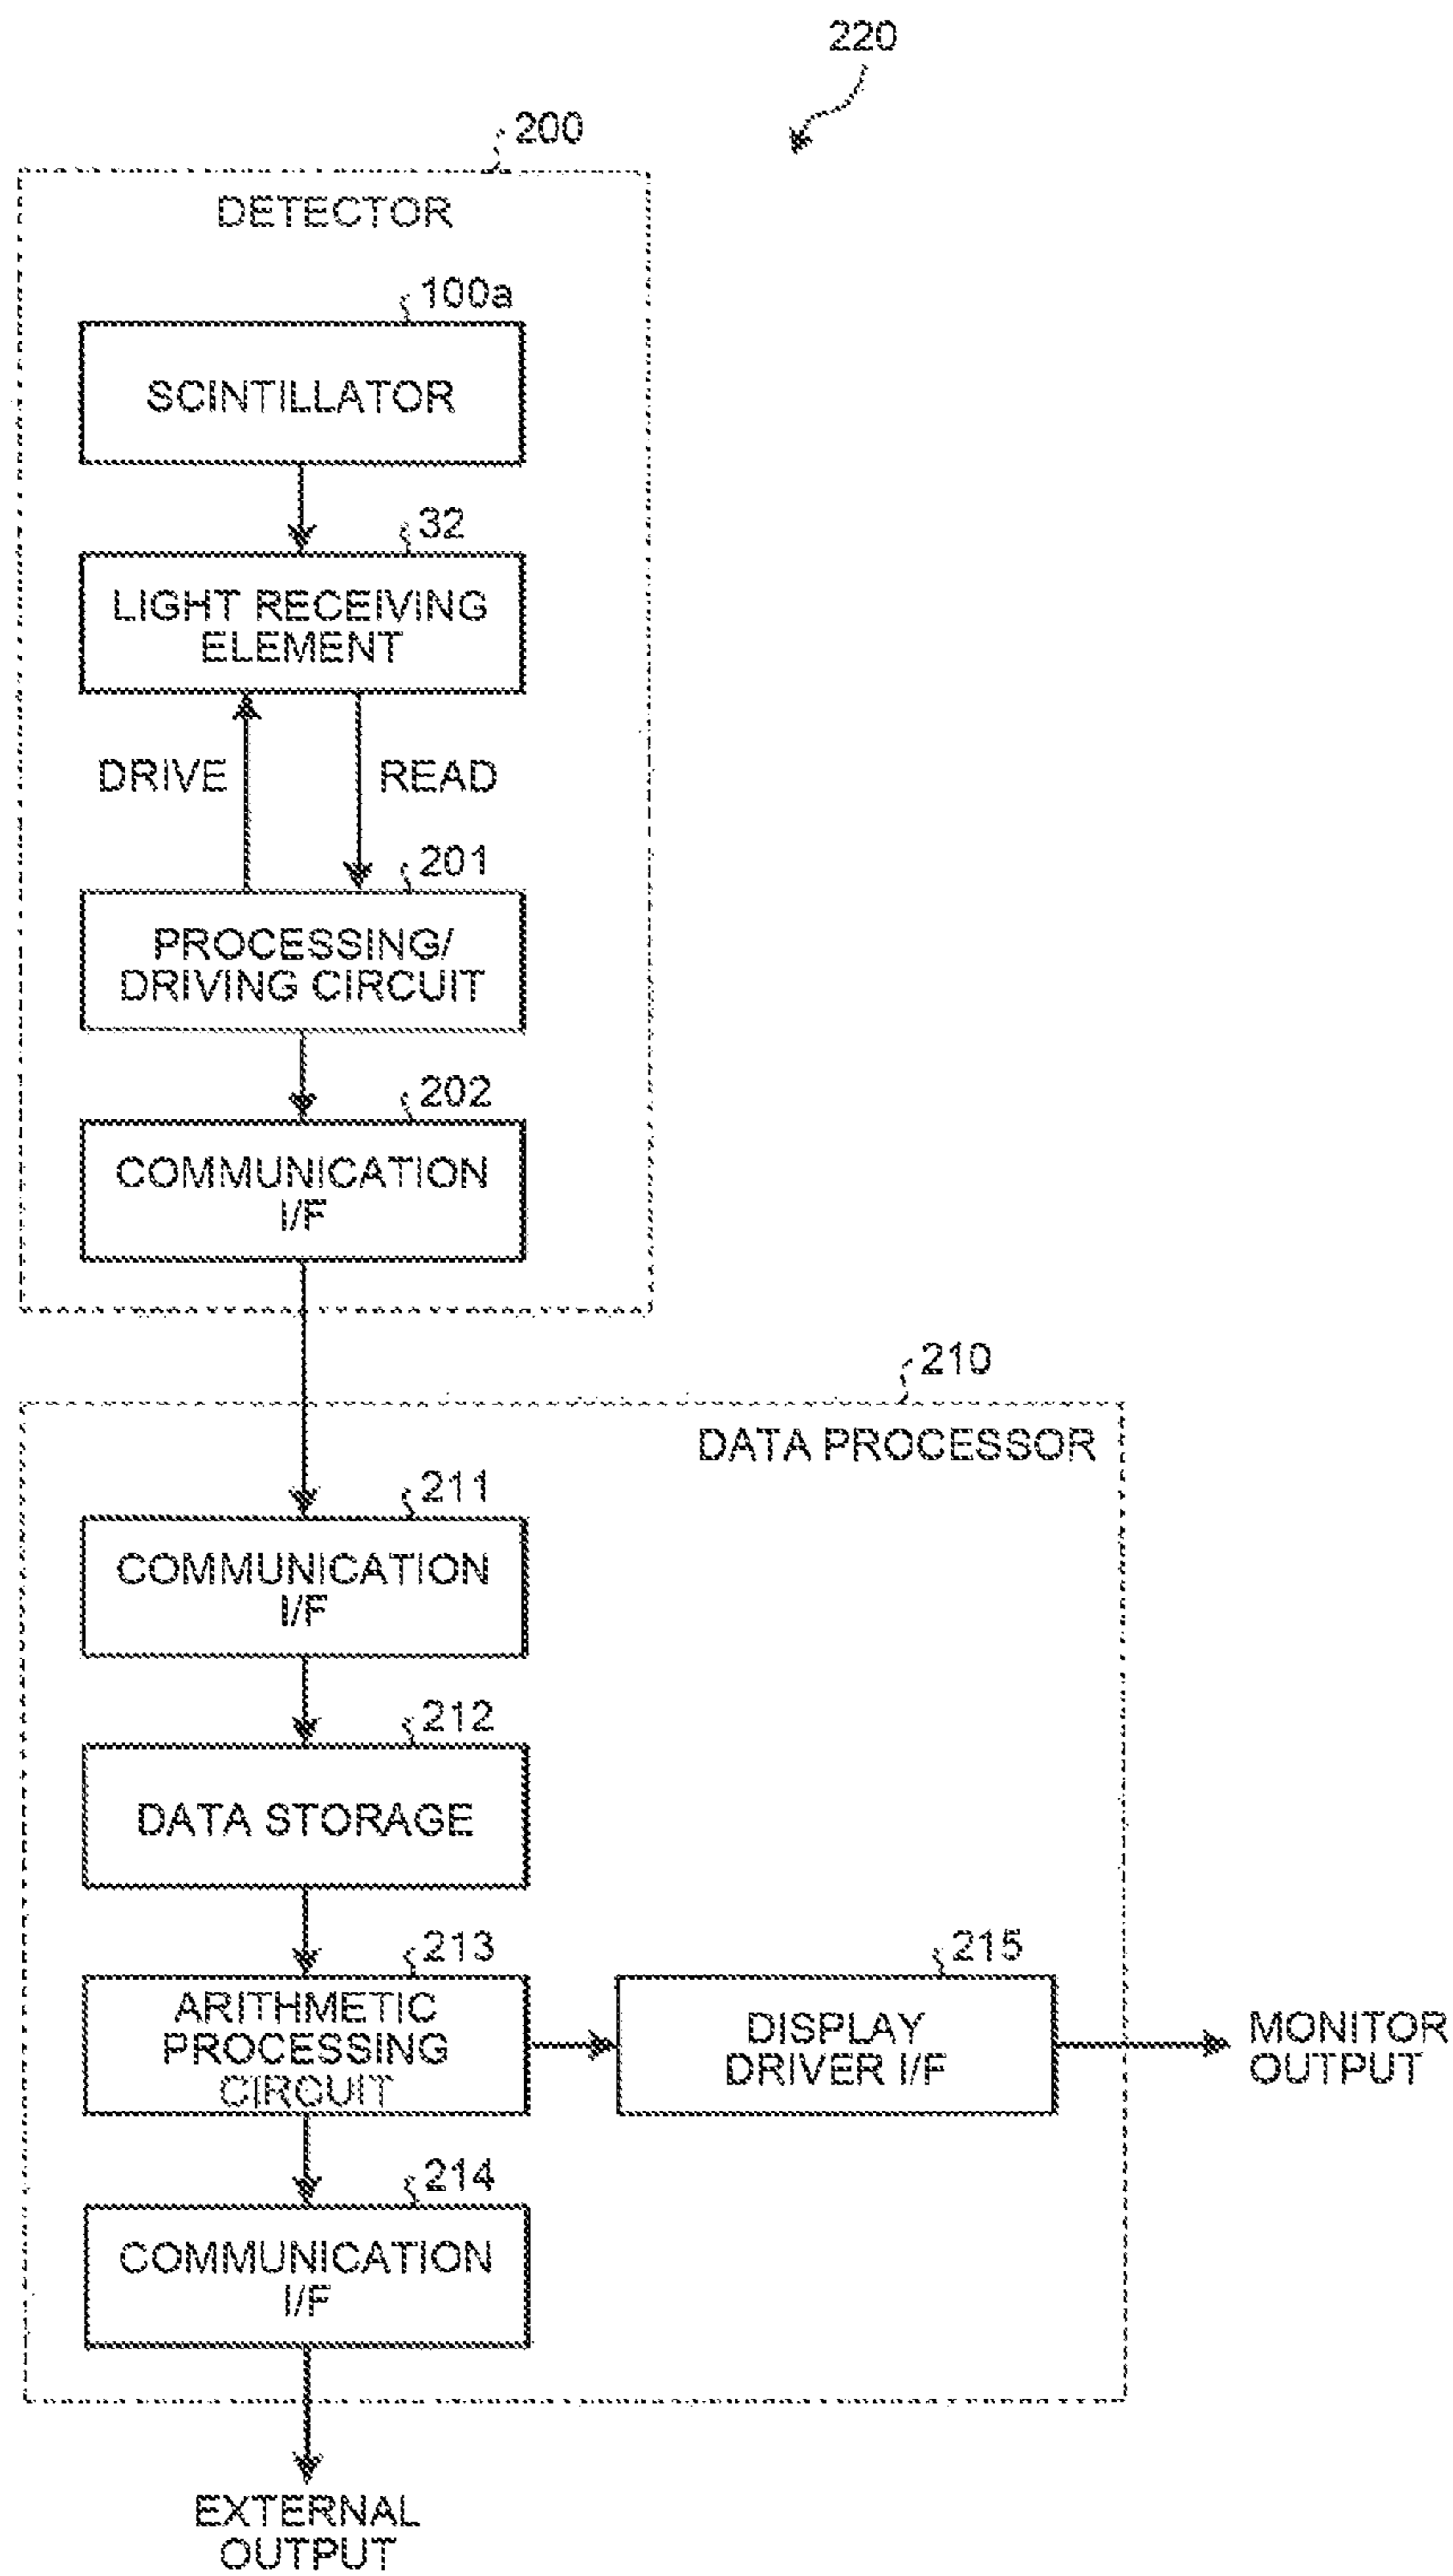 220
200
DETECTOR
100a
SCINTILLATOR
32
LIGHT RECEIVING
ELEMENT
DRIVE
READ
201
PROCESSING/
DRIVING CIRCUIT
202
COMMUNICATION
I/F
210
DATA PROCESSOR
211
COMMUNICATION
I/F
212
DATA STORAGE
213
ARITHMETIC
PROCESSING
CIRCUIT
215
DISPLAY
DRIVER I/F
MONITOR
OUTPUT
214
COMMUNICATION
I/F
EXTERNAL
OUTPUT